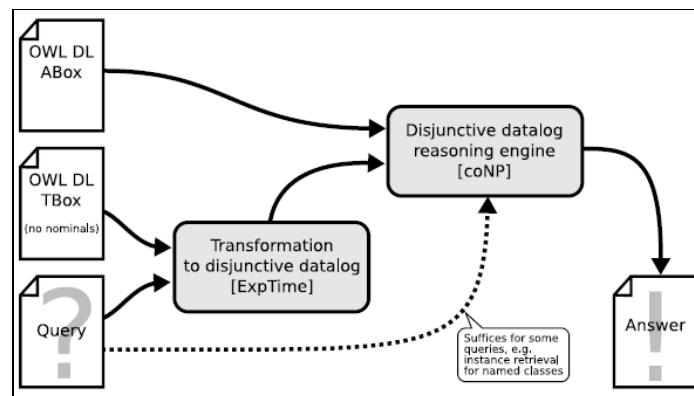 OWL DL
ABox
OWL DL
TBox
(no nominals)
Query
?
Transformation
to disjunctive datalog
[ExpTime]
Disjunctive datalog
reasoning engine
[coNP]
Suffices for some
queries, e.g.
instance retrieval
for named classes
Answer
!